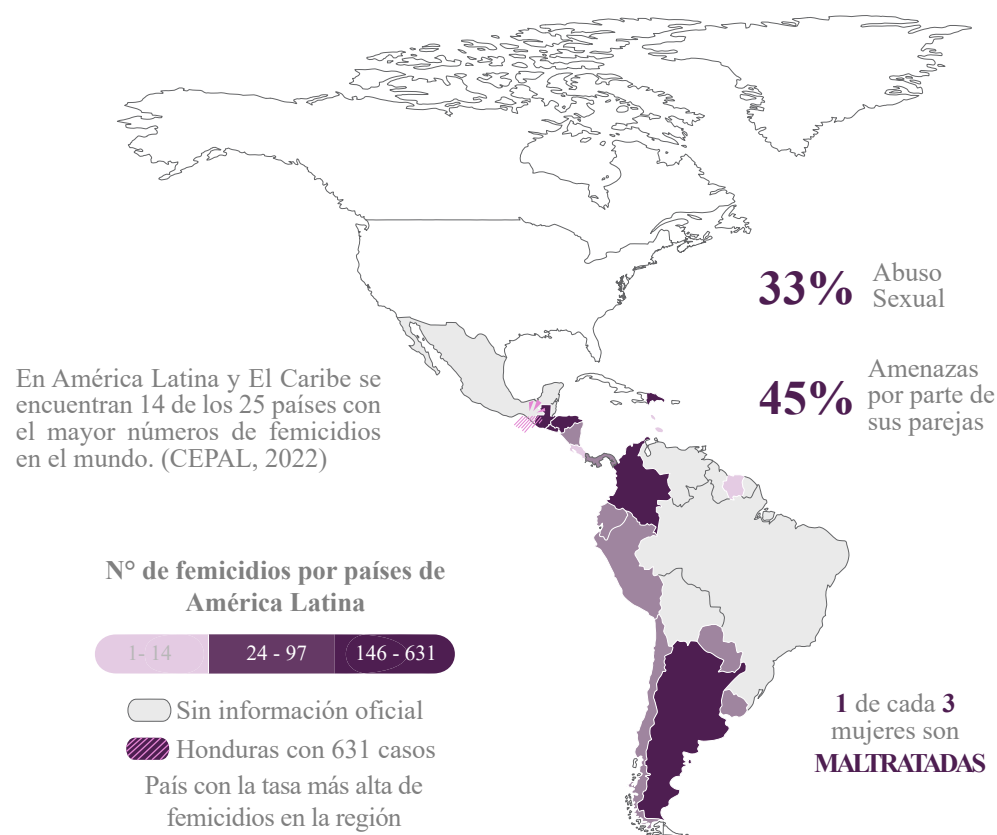 33%
Abuso
Sexual
En América Latina y El Caribe se
encuentran 14 de los 25 países con
el mayor números de femicidios
en el mundo. (CEPAL, 2022)
45%
Amenazas
por parte de
sus parejas
N° de femicidios por países de
América Latina
1- 14
24 - 97
146 - 631
Sin información oficial
Honduras con 631 casos
País con la tasa más alta de
femicidios en la región
1 de cada 3
mujeres son
MALTRATADAS